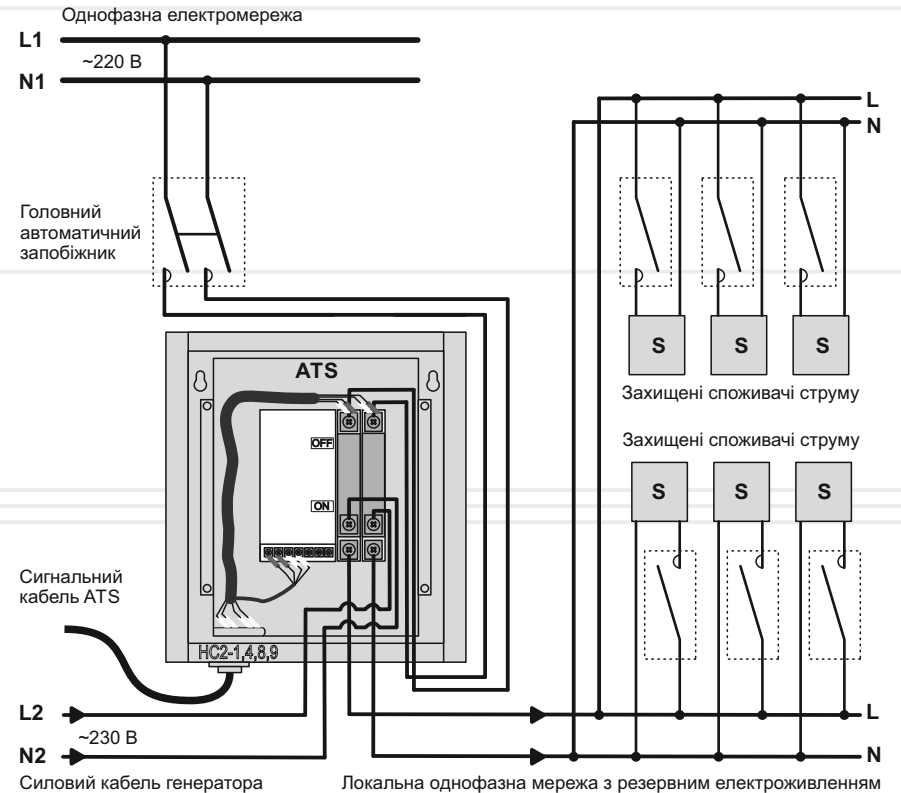 Однофазна електромережа
L1
~220 В
N1
L
N
Головний
автоматичний
запобіжник
S S S
ATS
Захищені споживачі струму
OFF
Захищені споживачі струму
S S S
ON
Сигнальний
кабель ATS
HC2-1,4,8,9
L2
L
~230 В
N2
N
Силовий кабель генератора
Локальна однофазна мережа з резервним електроживленням